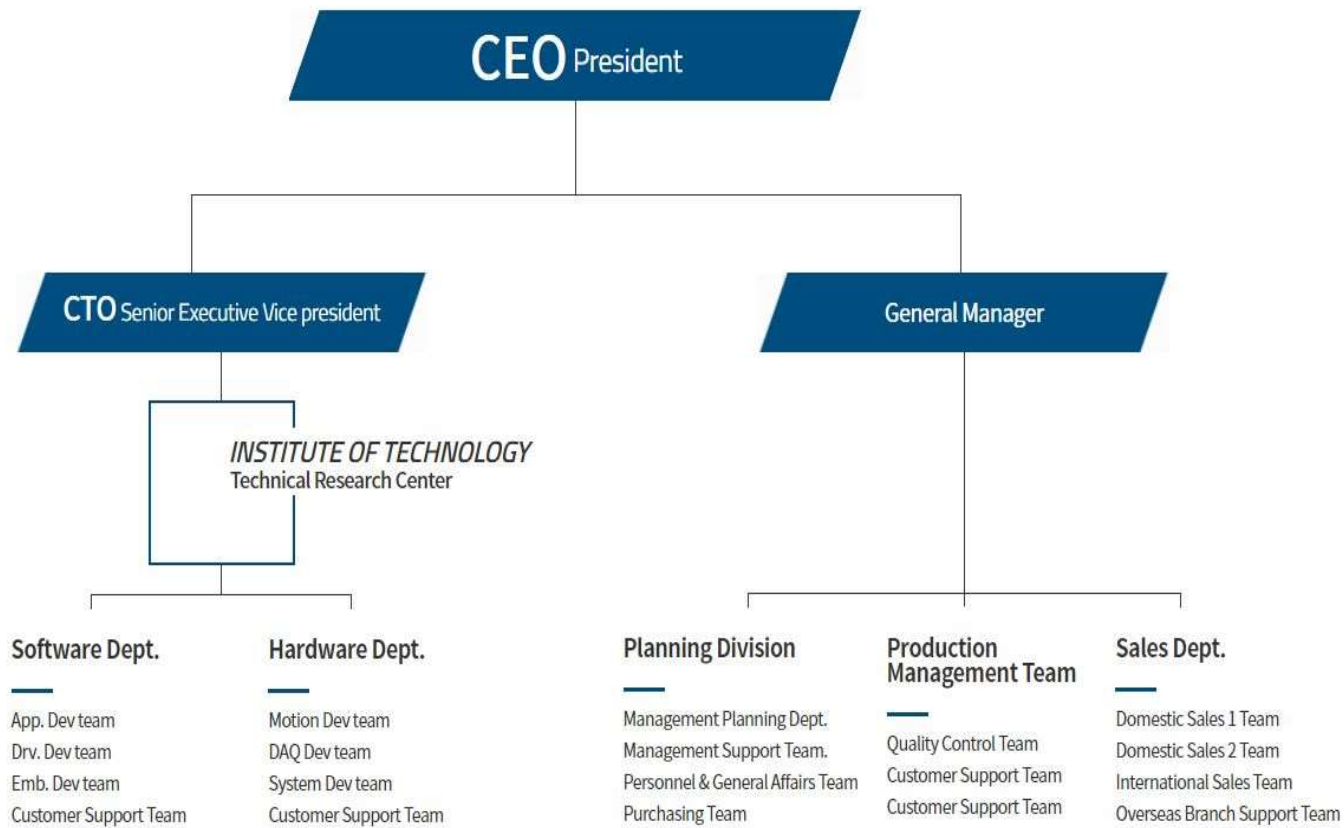 CEO President
CTO Senior Executive Vice president
General Manager
INSTITUTE OF TECHNOLOGY
Technical Research Center
Software Dept.
App. Dev team
Drv. Dev team
Emb. Dev team
Customer Support Team
Hardware Dept.
Motion Dev team
DAQ Dev team
System Dev team
Customer Support Team
Planning Division
Management Planning Dept.
Management Support Team.
Personnel & General Affairs Team
Purchasing Team
Production
Management Team
Quality Control Team
Customer Support Team
Customer Support Team
Sales Dept.
Domestic Sales 1 Team
Domestic Sales 2 Team
International Sales Team
Overseas Branch Support Team